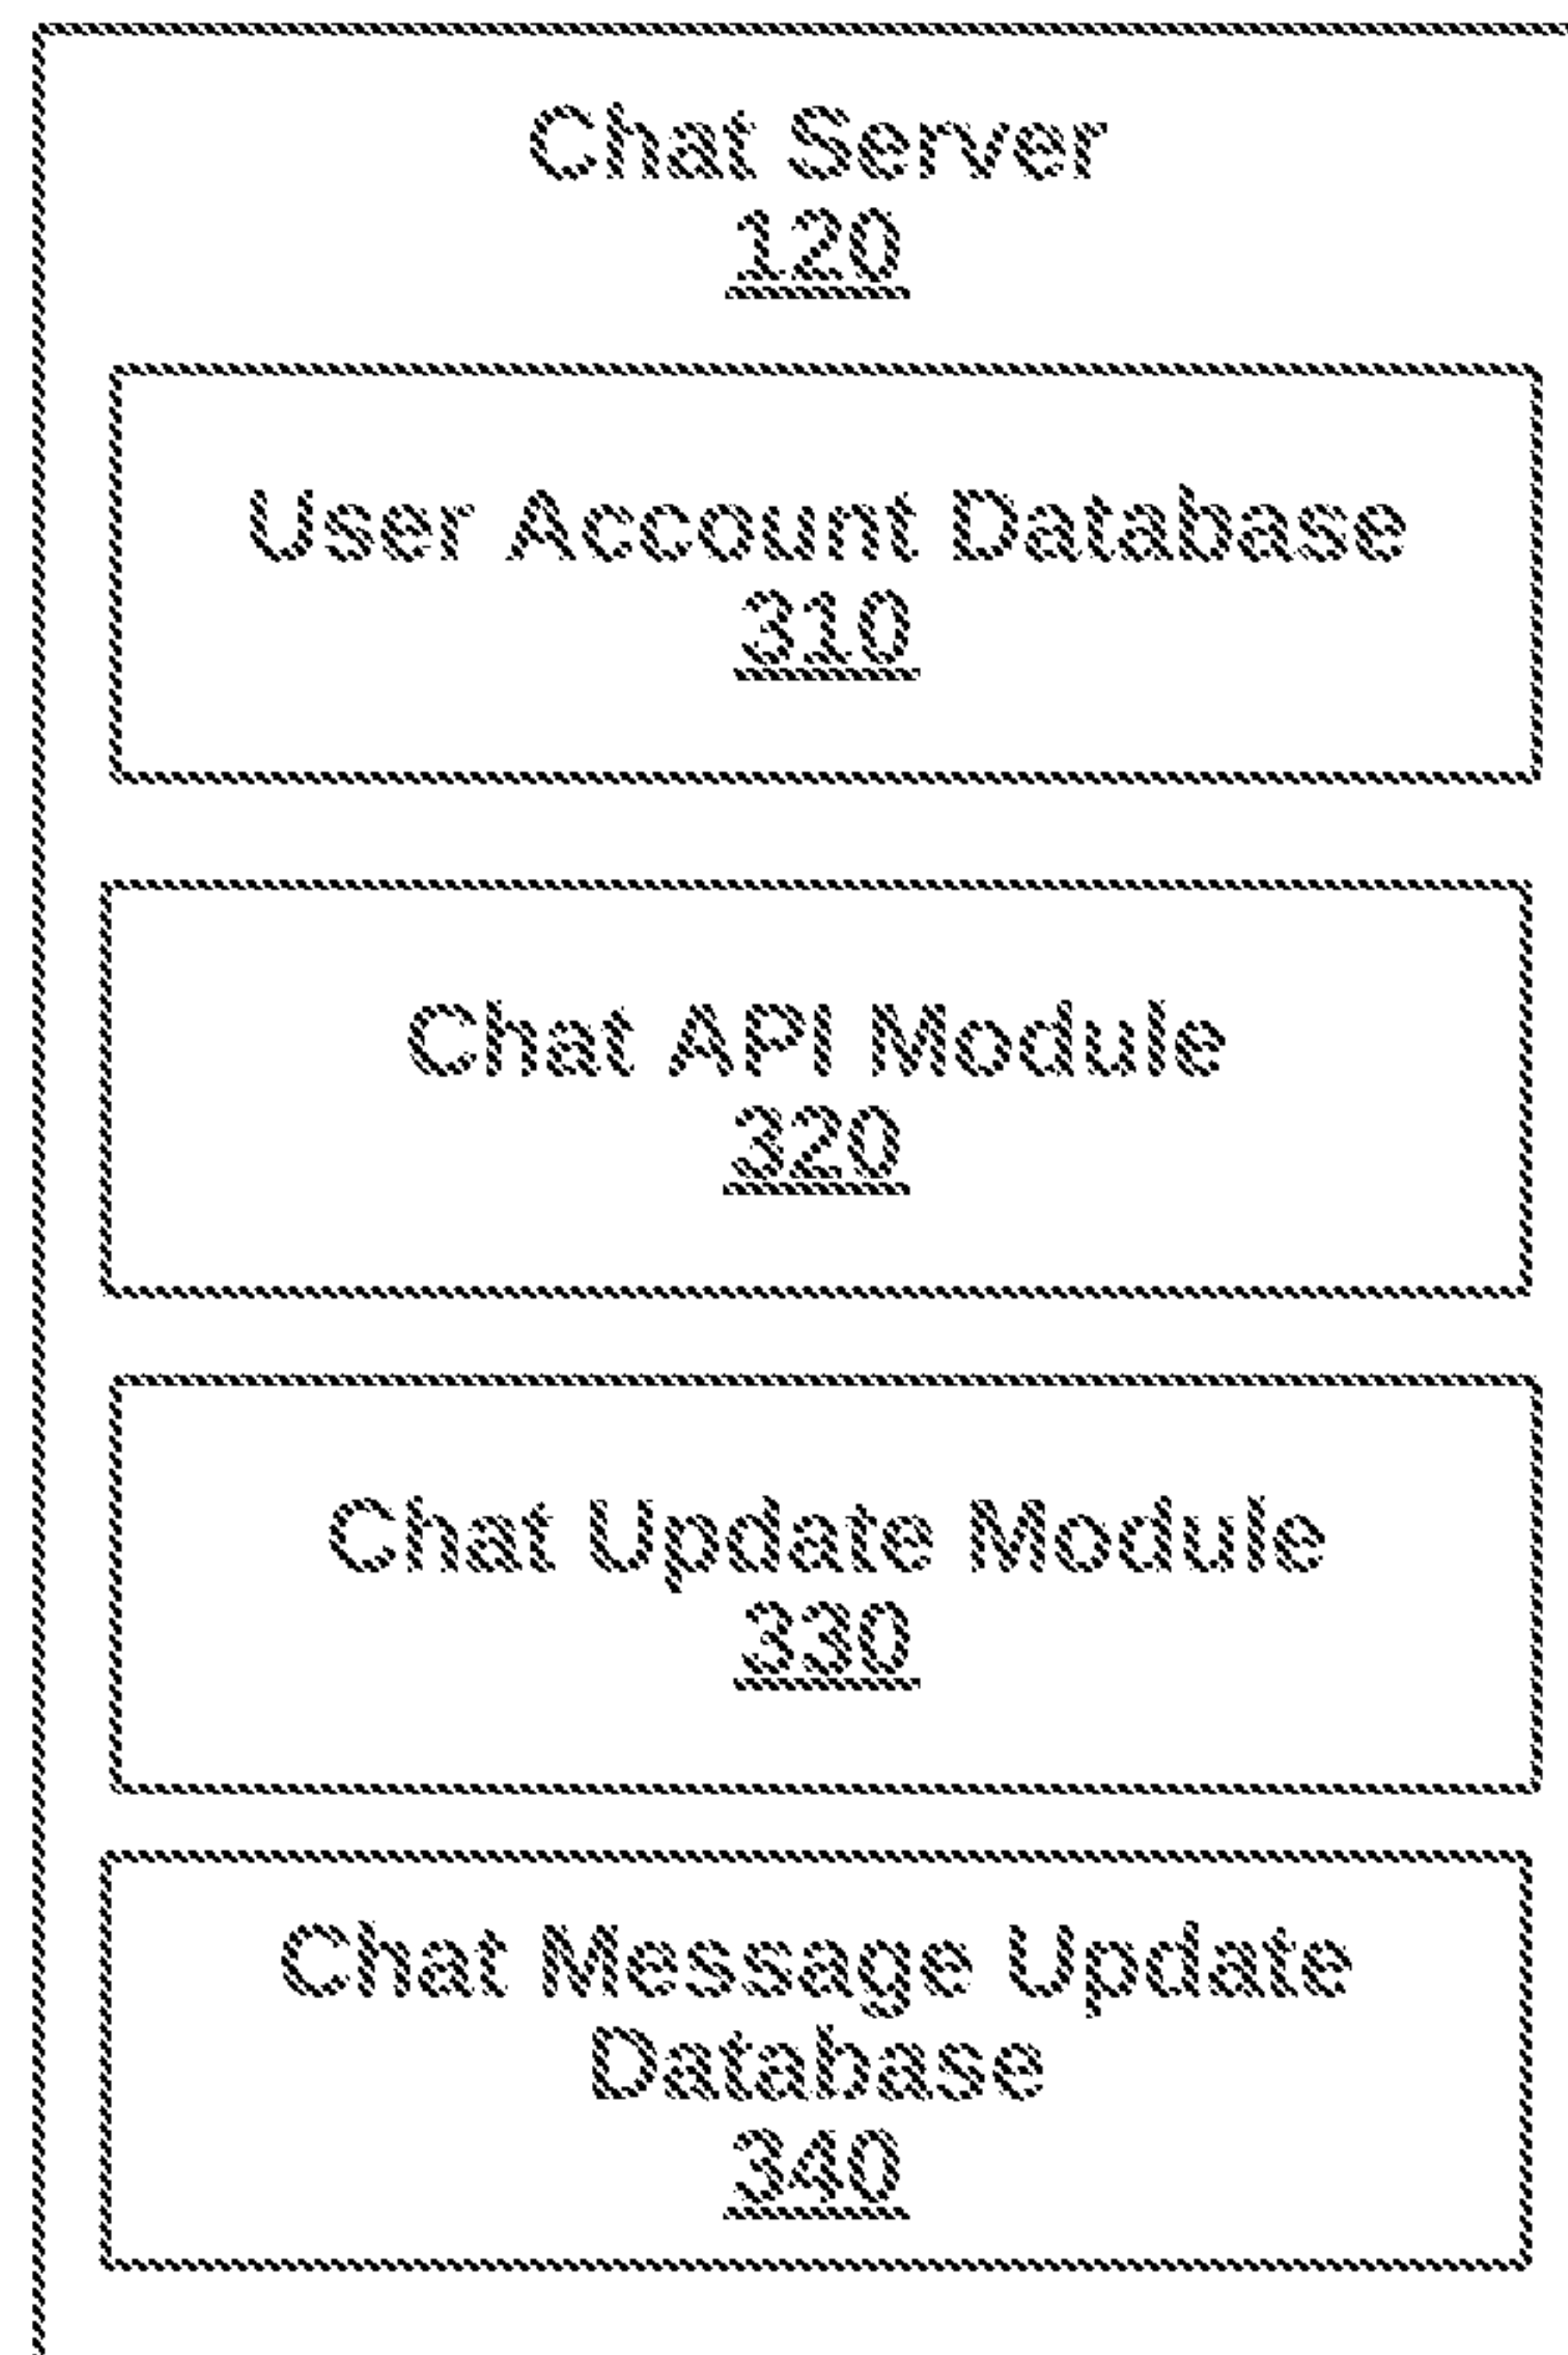 Chat Server
120
User Account Database
310
Chat API Module
320
Chat Update Module
330
Chat Message Update
Database
340